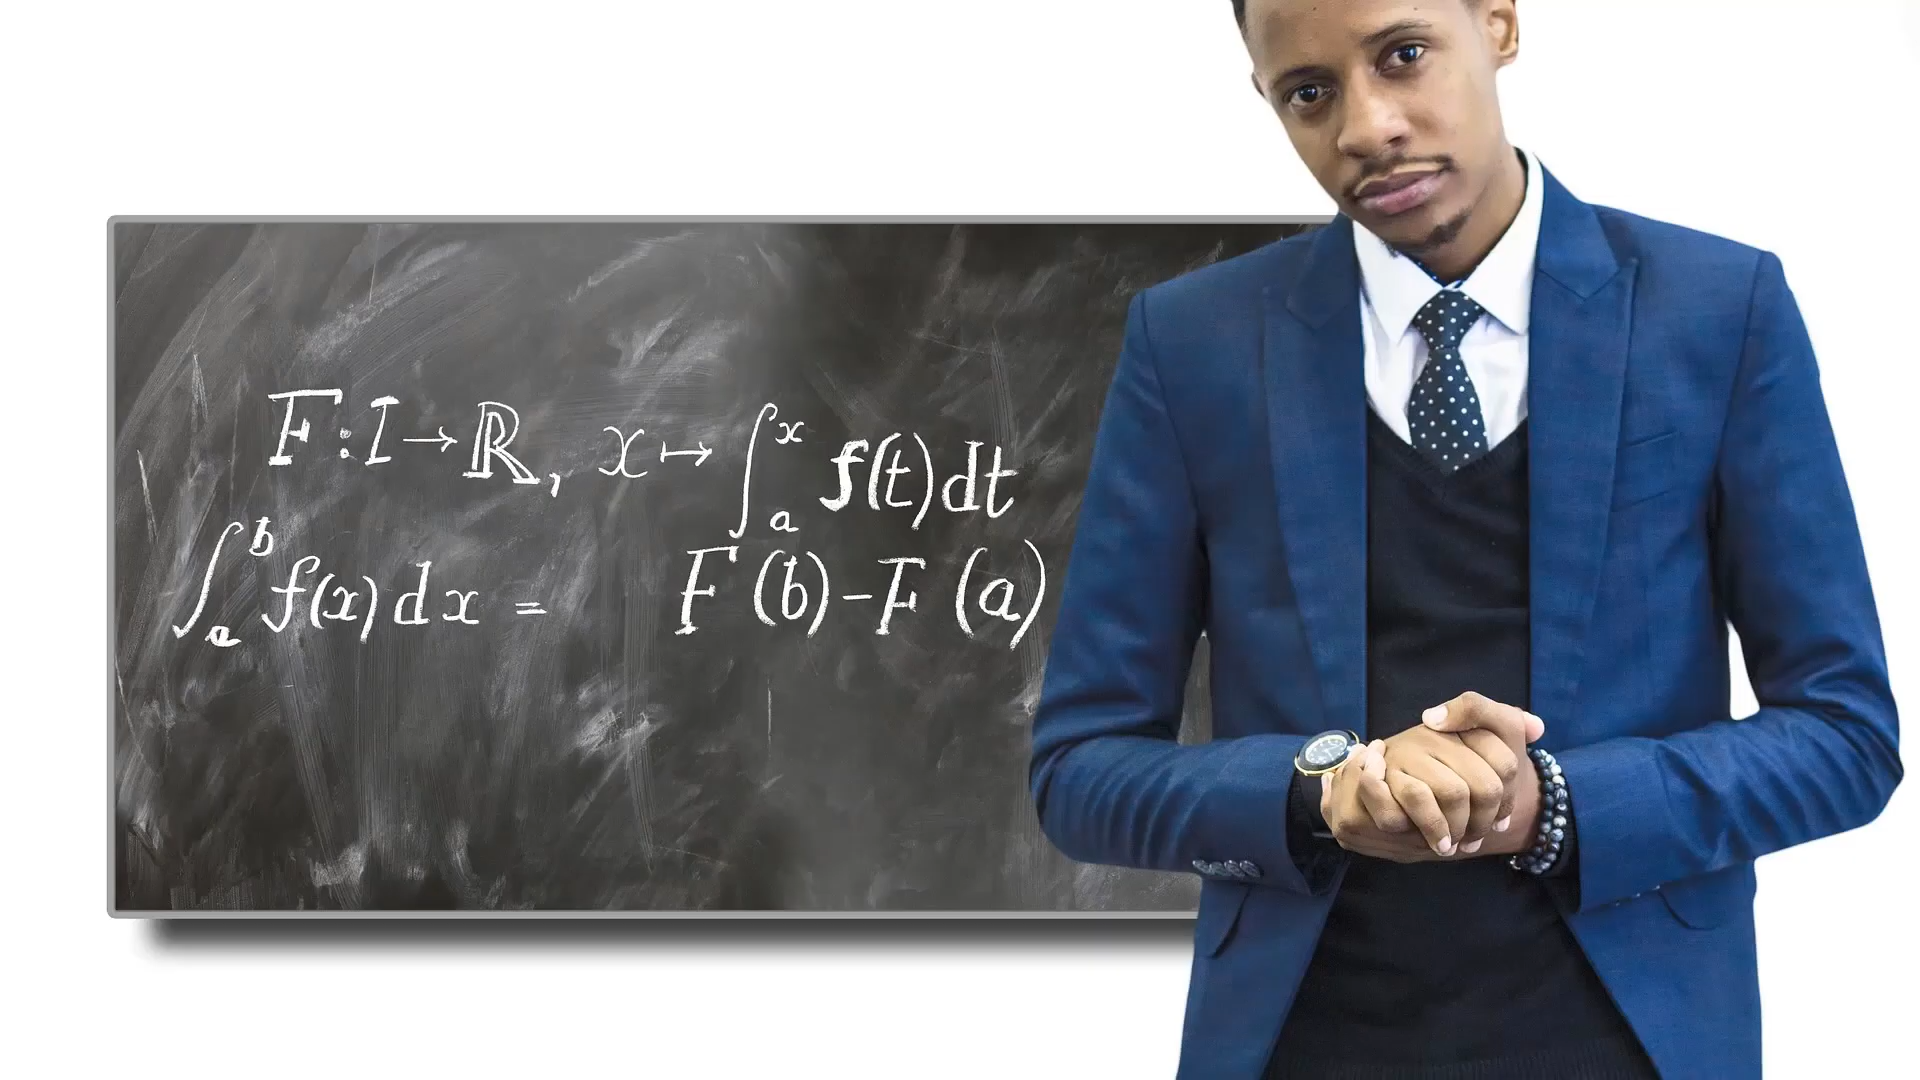 F : I → ℝ, x ↦ ∫ₐˣ f(t)dt
∫ₐᵇ f(x)dx = F(b)-F(a)